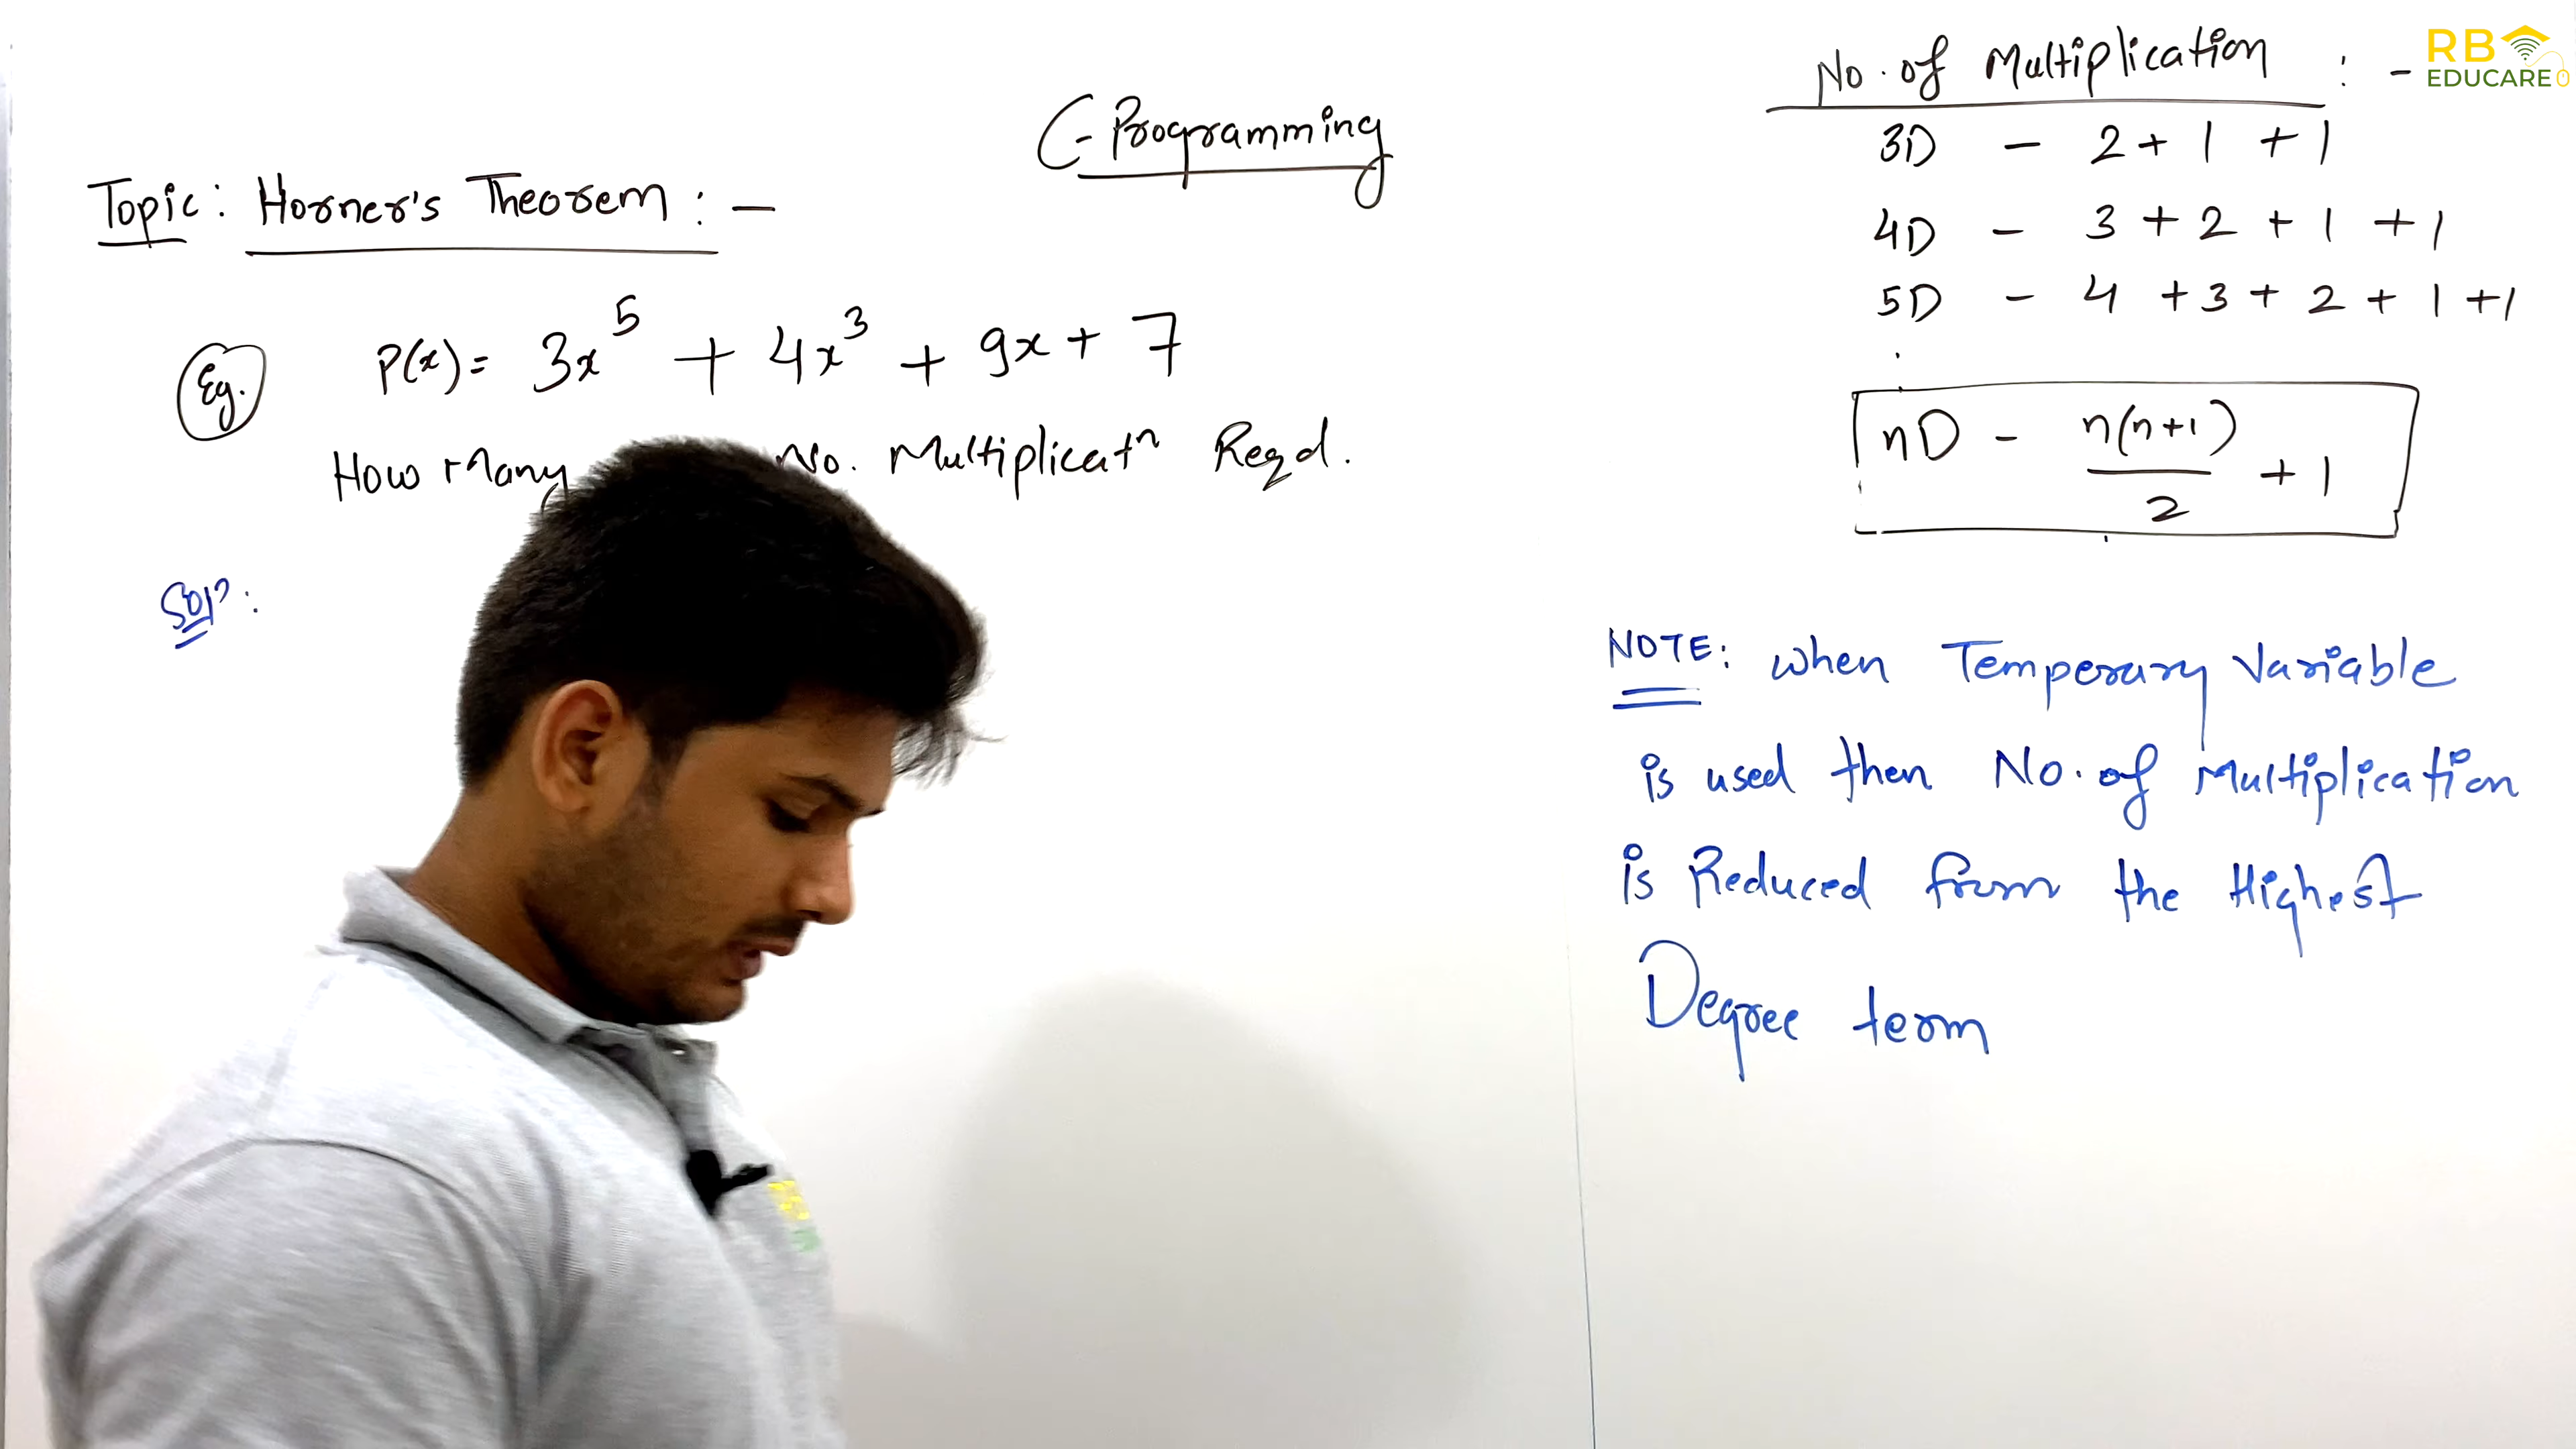 RB
EDUCARE
C-Programming
Topic: Horner's Theorem :-
Eg. P(x) = 3x⁵ + 4x³ + 9x + 7
How Many No. Multiplicatⁿ Reqd.
Solⁿ:
No. of Multiplication :-
3D - 2 + 1 + 1
4D - 3 + 2 + 1 + 1
5D - 4 + 3 + 2 + 1 + 1
nD - n(n+1)/2 + 1
NOTE: when Temperary Variable
is used then No. of Multiplication
is Reduced from the Highest
Degree term